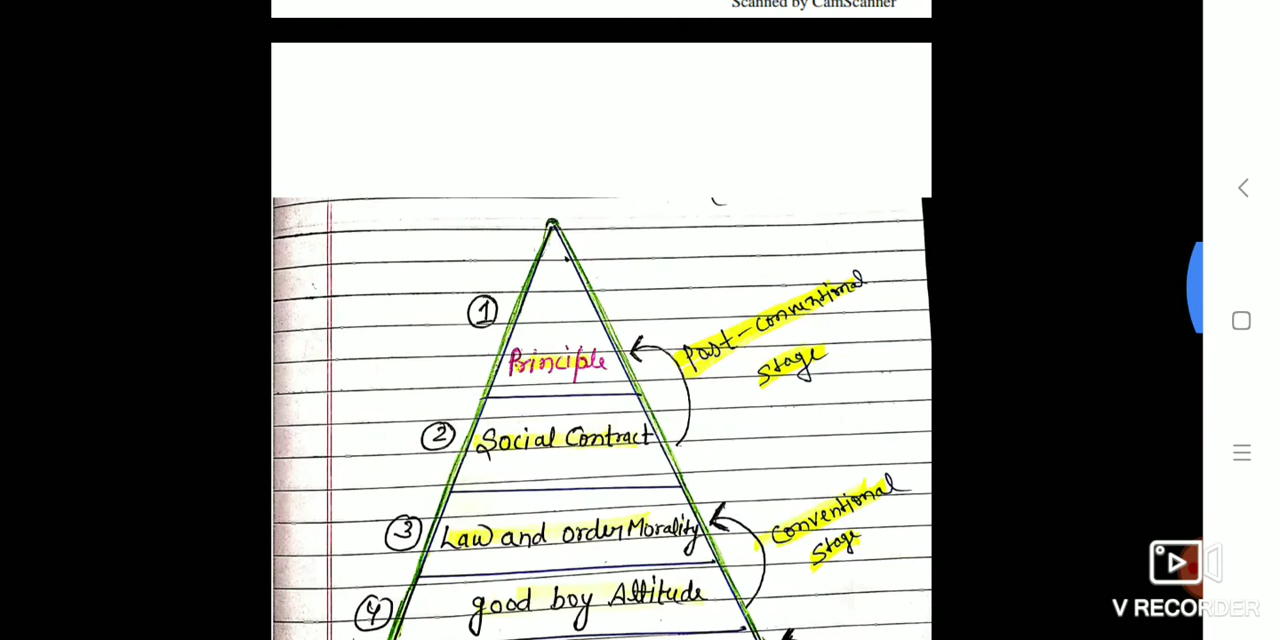 Scanned by CamScanner
1
Principle
Post-conventional
stage
2
Social Contract
3
Law and order Morality
Conventional
stage
4
good boy Attitude
V RECORDER